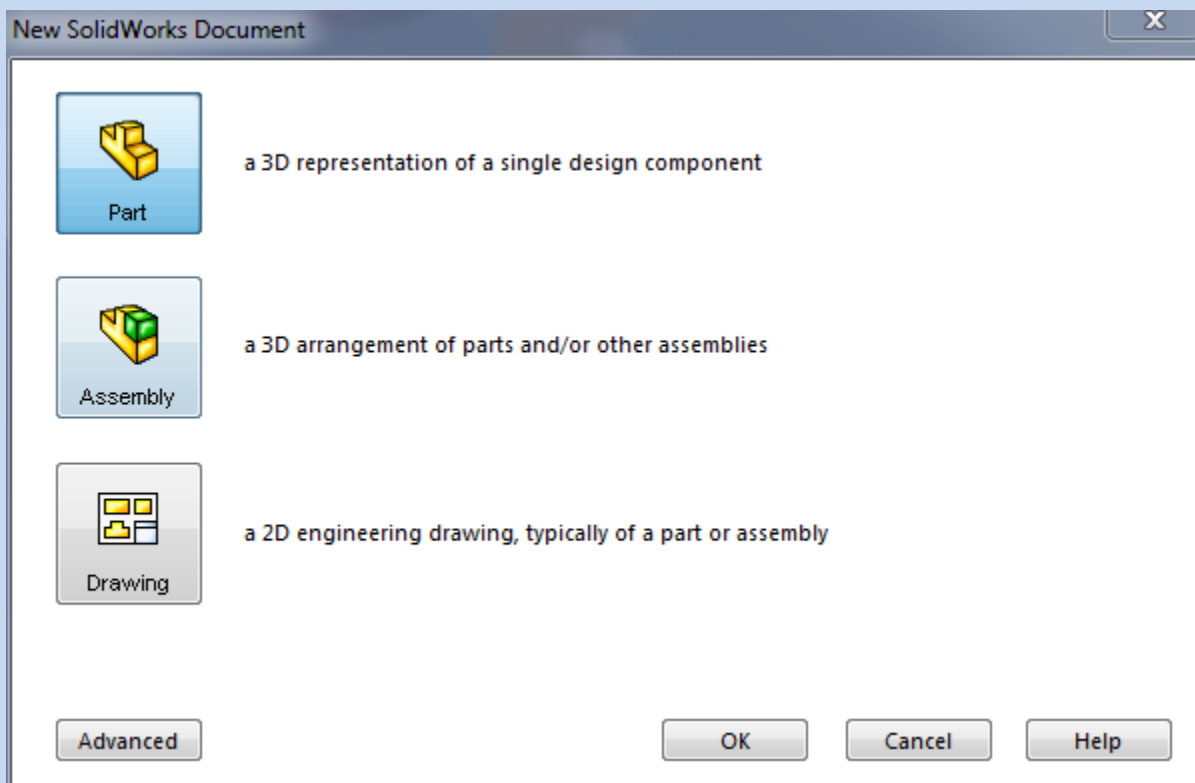 New SolidWorks Document
Part
a 3D representation of a single design component
Assembly
a 3D arrangement of parts and/or other assemblies
Drawing
a 2D engineering drawing, typically of a part or assembly
Advanced
OK
Cancel
Help